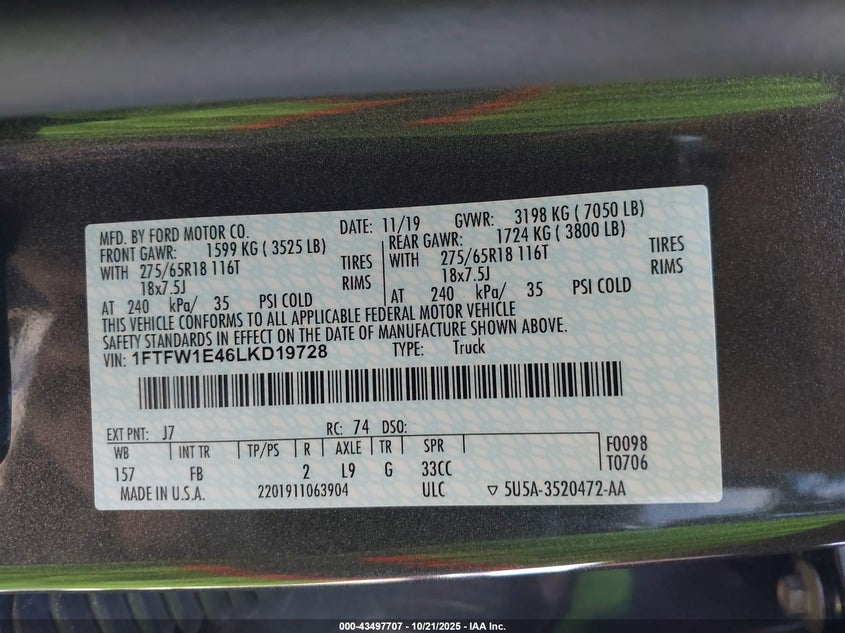 MFD. BY FORD MOTOR CO. DATE: 11/19 GVWR: 3198 KG ( 7050 LB)
FRONT GAWR: 1599 KG ( 3525 LB) REAR GAWR: 1724 KG ( 3800 LB)
WITH 275/65R18 116T TIRES WITH 275/65R18 116T TIRES
18x7.5J RIMS 18x7.5J RIMS
AT 240 kPa/ 35 PSI COLD AT 240 kPa/ 35 PSI COLD
THIS VEHICLE CONFORMS TO ALL APPLICABLE FEDERAL MOTOR VEHICLE
SAFETY STANDARDS IN EFFECT ON THE DATE OF MANUFACTURE SHOWN ABOVE.
VIN: 1FTFW1E46LKD19728 TYPE: Truck
EXT PNT: J7 RC: 74 DSO:
WB INT TR TP/PS R AXLE TR SPR F0098
157 FB 2 L9 G 33CC T0706
MADE IN U.S.A. 2201911063904 ULC ▽ 5U5A-3520472-AA
000-43497707 - 10/21/2025 - IAA Inc.